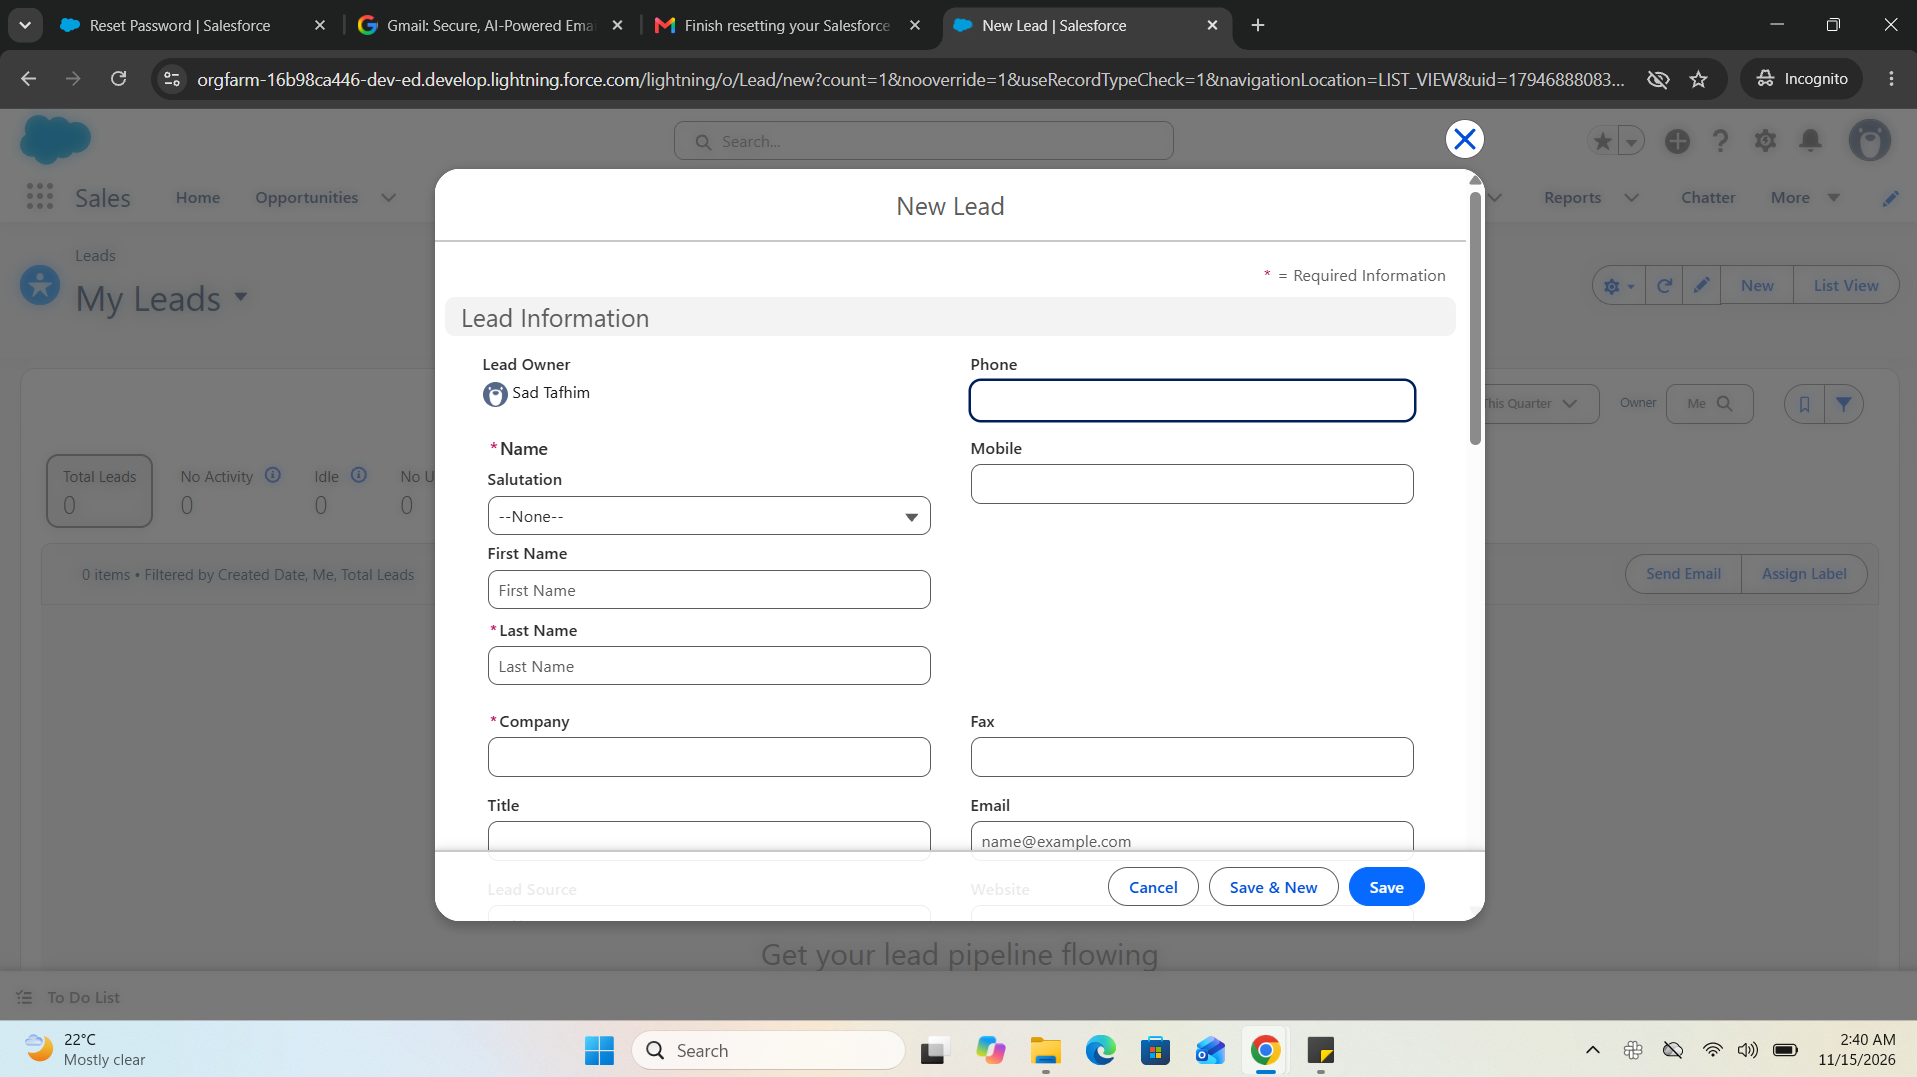 Reset Password | Salesforce
Gmail: Secure, AI-Powered Emai
Finish resetting your Salesforce
New Lead | Salesforce
orgfarm-16b98ca446-dev-ed.develop.lightning.force.com/lightning/o/Lead/new?count=1&nooverride=1&useRecordTypeCheck=1&navigationLocation=LIST_VIEW&uid=17946888083...
Incognito
Search...
Sales
Home
Opportunities
Reports
Chatter
More
Leads
My Leads
New
List View
This Quarter
Owner
Me
Total Leads
0
No Activity
0
Idle
0
No U
0
0 items • Filtered by Created Date, Me, Total Leads
Send Email
Assign Label
New Lead
* = Required Information
Lead Information
Lead Owner
Sad Tafhim
Phone
*Name
Mobile
Salutation
--None--
First Name
First Name
*Last Name
Last Name
*Company
Fax
Title
Email
name@example.com
Lead Source
Website
Cancel
Save & New
Save
Get your lead pipeline flowing
To Do List
22°C
Mostly clear
Search
2:40 AM
11/15/2026